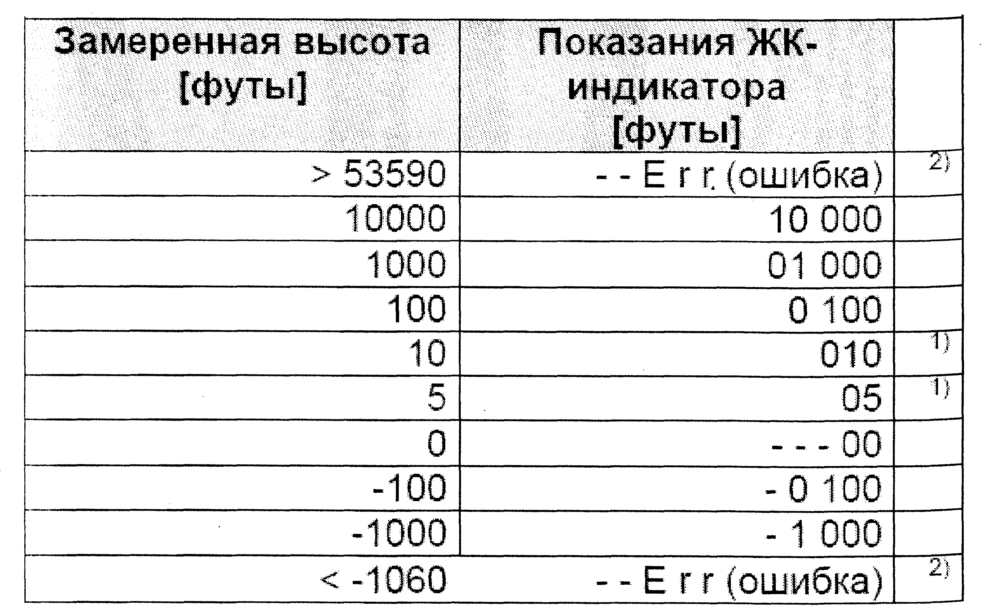 Замеренная высота
[футы]
Показания ЖК-
индикатора
[футы]
> 53590 - - E r r. (ошибка) 2)
10000 10 000
1000 01 000
100 0 100
10 010 1)
5 05 1)
0 - - - 00
-100 - 0 100
-1000 - 1 000
< -1060 - - E r r (ошибка) 2)